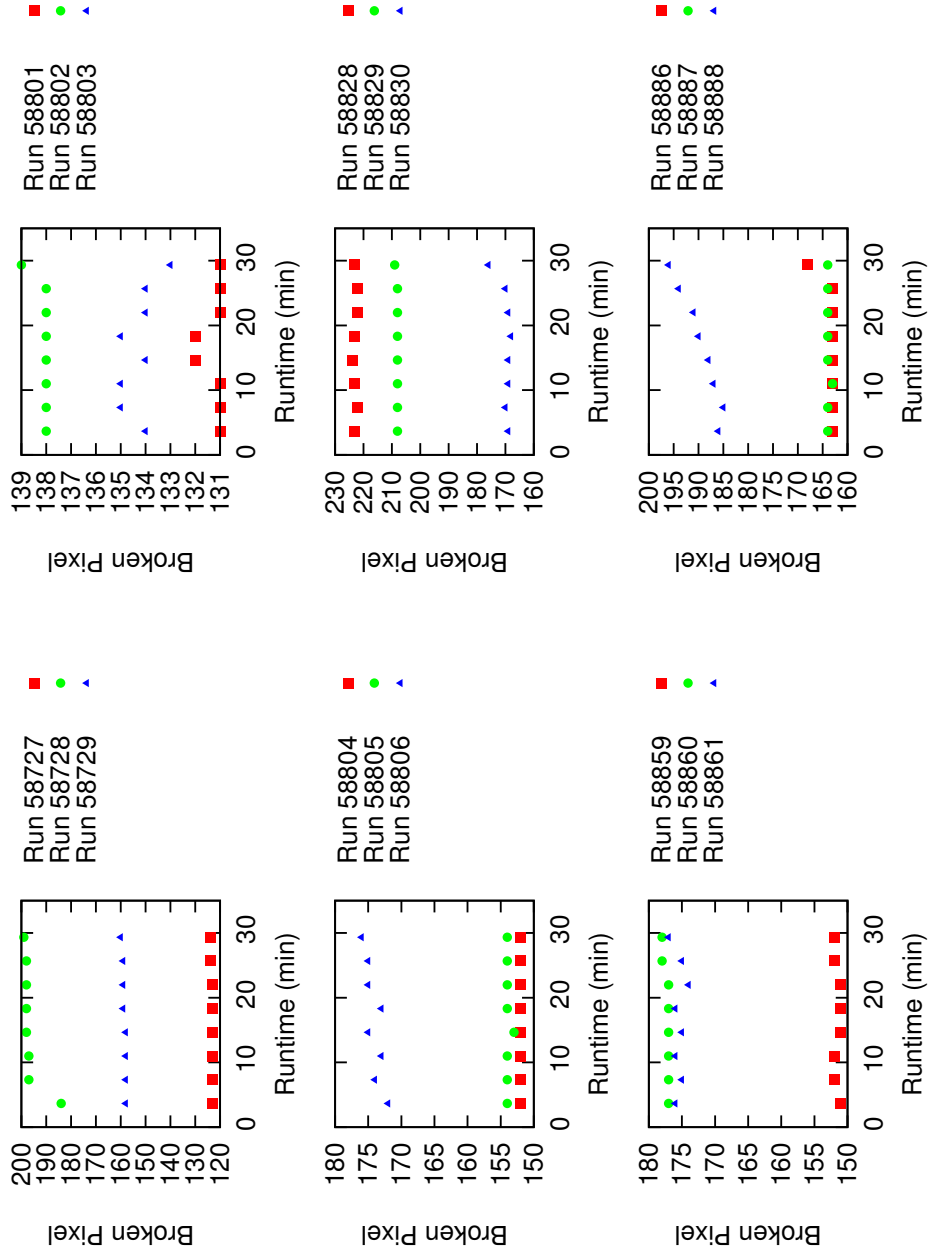 Broken Pixel
200
190
180
170
160
150
140
130
120
0 10 20 30
Runtime (min)
Run 58727
Run 58728
Run 58729
Broken Pixel
139
138
137
136
135
134
133
132
131
0 10 20 30
Runtime (min)
Run 58801
Run 58802
Run 58803
Broken Pixel
180
175
170
165
160
155
150
0 10 20 30
Runtime (min)
Run 58804
Run 58805
Run 58806
Broken Pixel
230
220
210
200
190
180
170
160
0 10 20 30
Runtime (min)
Run 58828
Run 58829
Run 58830
Broken Pixel
180
175
170
165
160
155
150
0 10 20 30
Runtime (min)
Run 58859
Run 58860
Run 58861
Broken Pixel
200
195
190
185
180
175
170
165
160
0 10 20 30
Runtime (min)
Run 58886
Run 58887
Run 58888